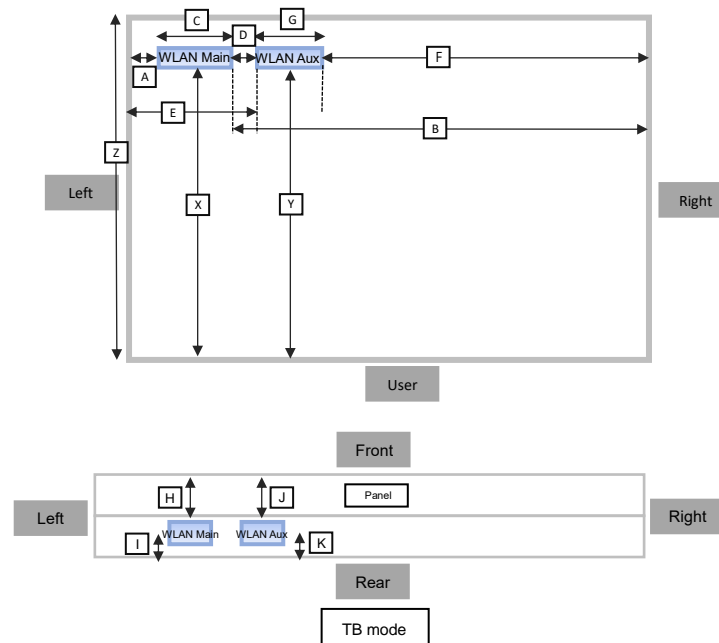 C
G
D
WLAN Main
WLAN Aux
A
F
E
B
Z
Left
X
Y
Right
User
Front
H
J
Panel
Left
Right
WLAN Main
WLAN Aux
I
K
Rear
TB mode